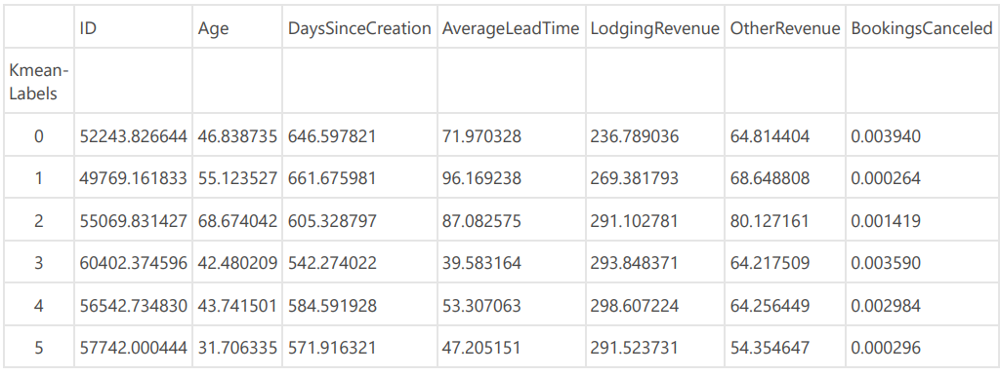 ID Age DaysSinceCreation AverageLeadTime LodgingRevenue OtherRevenue BookingsCanceled
Kmean-
Labels
0 52243.826644 46.838735 646.597821 71.970328 236.789036 64.814404 0.003940
1 49769.161833 55.123527 661.675981 96.169238 269.381793 68.648808 0.000264
2 55069.831427 68.674042 605.328797 87.082575 291.102781 80.127161 0.001419
3 60402.374596 42.480209 542.274022 39.583164 293.848371 64.217509 0.003590
4 56542.734830 43.741501 584.591928 53.307063 298.607224 64.256449 0.002984
5 57742.000444 31.706335 571.916321 47.205151 291.523731 54.354647 0.000296